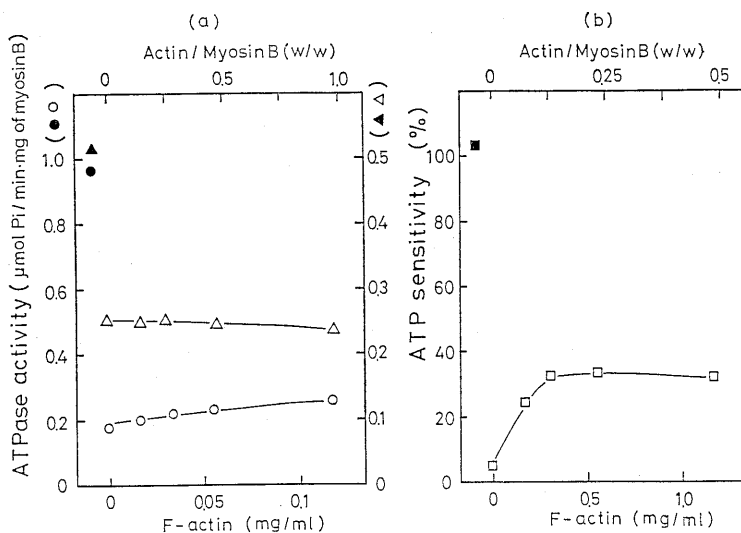 (a)
Actin/MyosinB(w/w)
0 0.5 1.0
ATPase activity (µmol Pi/min·mg of myosinB) (● ○)
1.0
0.8
0.6
0.4
0.2
0
(▲ △)
0.5
0.4
0.3
0.2
0.1
0
0 0,05 0,1
F-actin (mg/ml)
(b)
Actin/MyosinB(w/w)
0 0,25 0,5
ATP sensitivity (%)
100
80
60
40
20
0
0 0,5 1,0
F-actin (mg/ml)